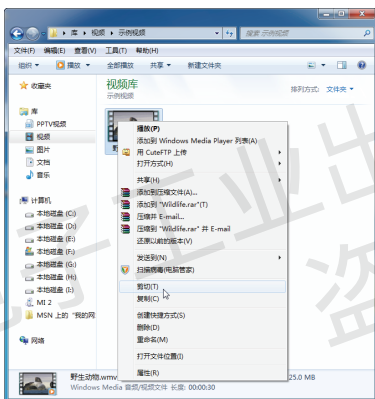 库 ▸ 视频 ▸ 示例视频
搜索 示例视频
文件(F) 编辑(E) 查看(V) 工具(T) 帮助(H)
组织 播放 全部播放 共享 新建文件夹
收藏夹
库
PPTV视频
视频
图片
文档
音乐
计算机
本地磁盘 (C:)
本地磁盘 (D:)
本地磁盘 (E:)
本地磁盘 (F:)
本地磁盘 (G:)
本地磁盘 (H:)
本地磁盘 (I:)
MI 2
MSN 上的 "我的网
网络
视频库
示例视频
排列方式: 文件夹
播放(P)
添加到 Windows Media Player 列表(A)
用 CuteFTP 上传
打开方式(H)
共享(H)
添加到压缩文件(A)...
添加到 "Wildlife.rar"(T)
压缩并 E-mail...
压缩到 "Wildlife.rar" 并 E-mail
还原以前的版本(V)
发送到(N)
扫描病毒(电脑管家)
剪切(T)
复制(C)
创建快捷方式(S)
删除(D)
重命名(M)
打开文件位置(I)
属性(R)
野生动物.wmv
25.0 MB
Windows Media 音频/视频文件 长度: 00:00:30
电子工业出
盗